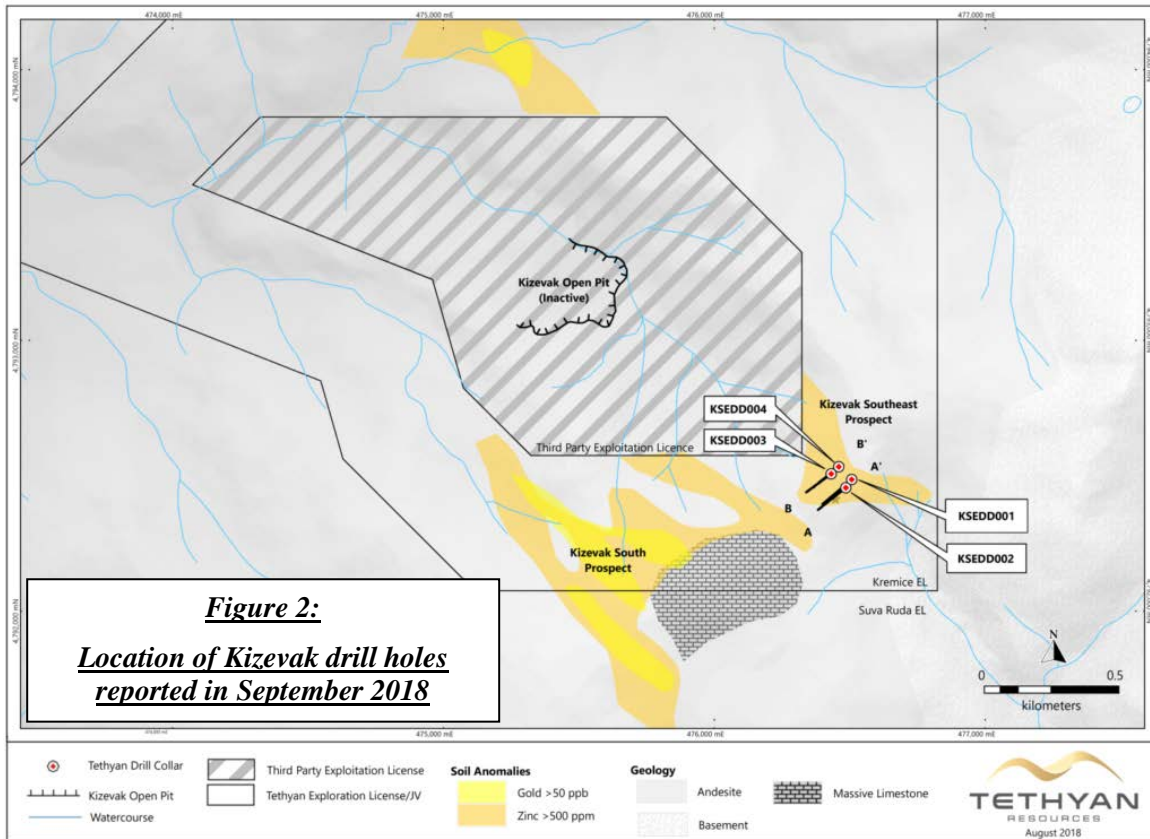 474,000 mE
475,000 mE
476,000 mE
477,000 mE
4,794,000 mN
4,793,000 mN
4,792,000 mN
Kizevak Open Pit
(Inactive)
KSEDD004
KSEDD003
Kizevak Southeast
Prospect
Third Party Exploitation Licence
B'
A'
B
A
KSEDD001
KSEDD002
Kizevak South
Prospect
Kremice EL
Suva Ruda EL
Figure 2:
Location of Kizevak drill holes
reported in September 2018
N
0 0.5
kilometers
475,000 mE
476,000 mE
477,000 mE
Tethyan Drill Collar
Kizevak Open Pit
Watercourse
Third Party Exploitation License
Tethyan Exploration License/JV
Soil Anomalies
Gold >50 ppb
Zinc >500 ppm
Geology
Andesite
Basement
Massive Limestone
TETHYAN
RESOURCES
August 2018